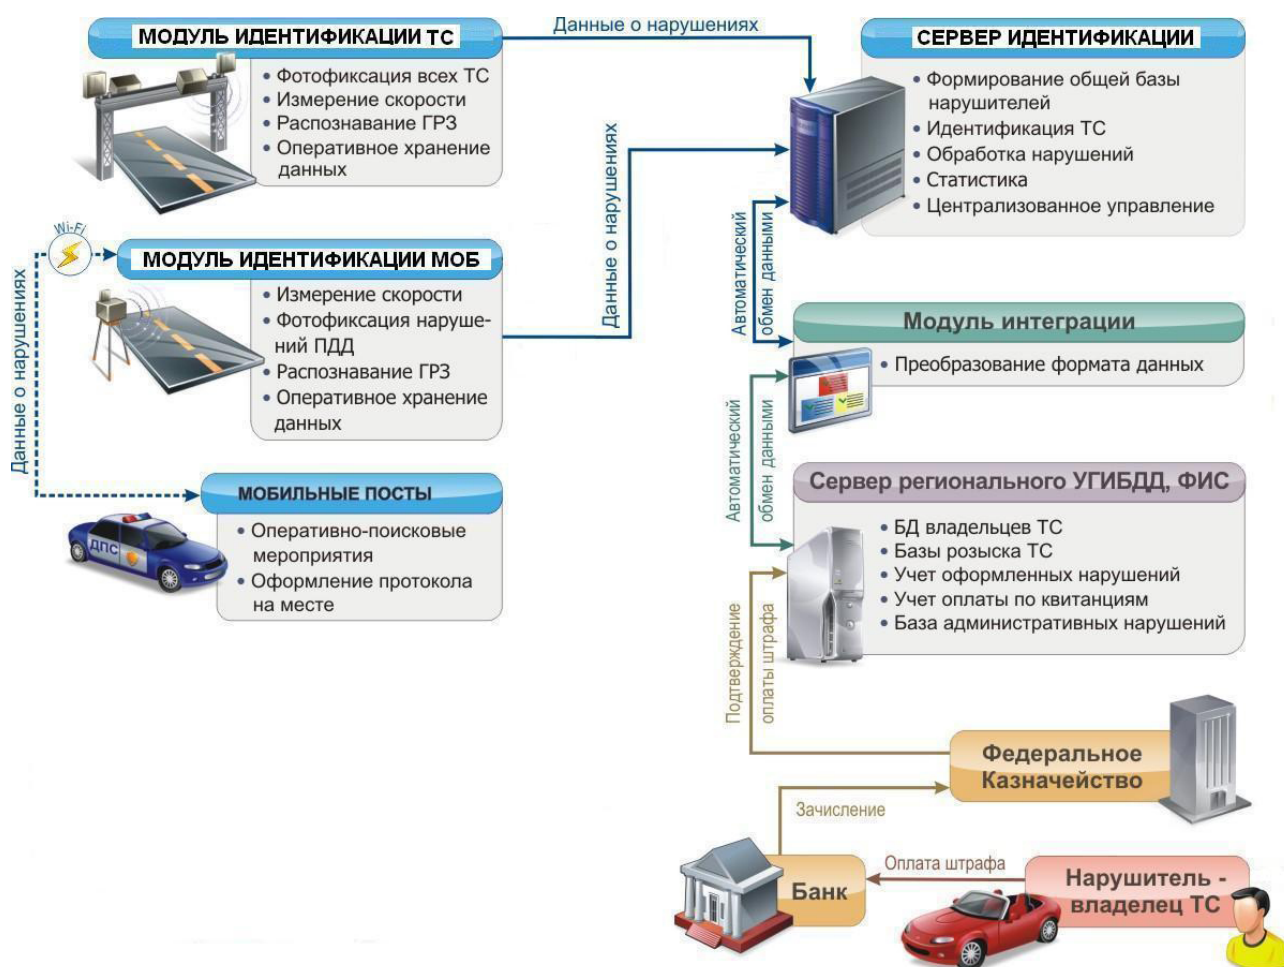 МОДУЛЬ ИДЕНТИФИКАЦИИ ТС
• Фотофиксация всех ТС
• Измерение скорости
• Распознавание ГРЗ
• Оперативное хранение
данных
Данные о нарушениях
СЕРВЕР ИДЕНТИФИКАЦИИ
• Формирование общей базы
нарушителей
• Идентификация ТС
• Обработка нарушений
• Статистика
• Централизованное управление
Wi-Fi
Данные о нарушениях
МОДУЛЬ ИДЕНТИФИКАЦИИ МОБ
• Измерение скорости
• Фотофиксация наруше-
ний ПДД
• Распознавание ГРЗ
• Оперативное хранение
данных
Данные о нарушениях
Автоматический
обмен данными
Модуль интеграции
• Преобразование формата данных
Автоматический
обмен данными
МОБИЛЬНЫЕ ПОСТЫ
• Оперативно-поисковые
мероприятия
• Оформление протокола
на месте
ДПС
Сервер регионального УГИБДД, ФИС
• БД владельцев ТС
• Базы розыска ТС
• Учет оформленных нарушений
• Учет оплаты по квитанциям
• База административных нарушений
Подтверждение
оплаты штрафа
Федеральное
Казначейство
Зачисление
Банк
Оплата штрафа
Нарушитель -
владелец ТС